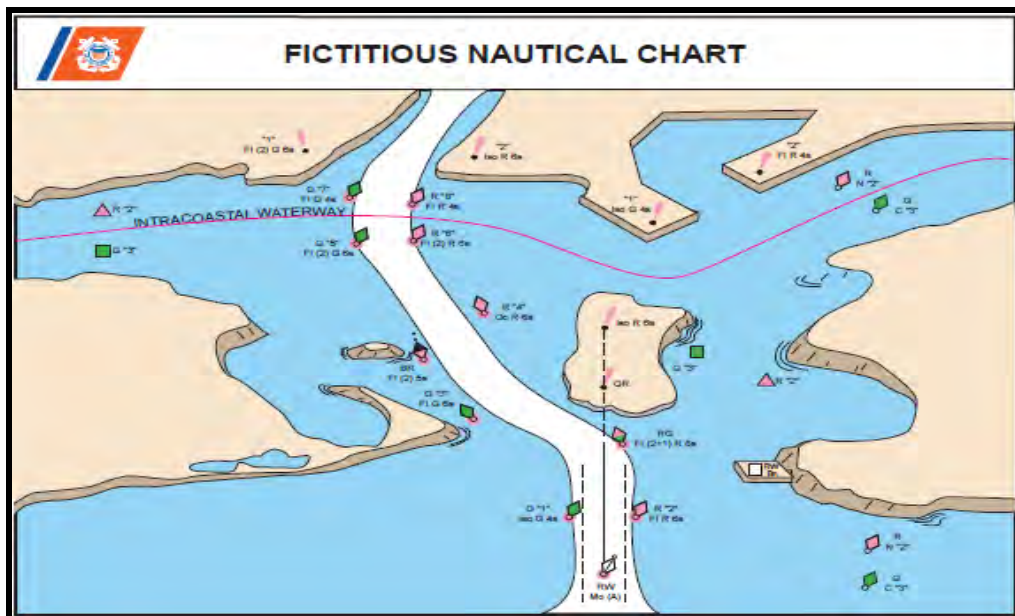 FICTITIOUS NAUTICAL CHART
"1"
Fl (2) G 6s
"2"
Iso R 6s
"2"
Fl R 4s
R
N "2"
G "7"
Fl G 4s
R "8"
Fl R 4s
"1"
Iso G 4s
G
C "3"
R "2"
INTRACOASTAL WATERWAY
G "3"
G "5"
Fl (2) G 6s
R "6"
Fl (2) R 6s
R "4"
Oc R 6s
Iso R 6s
BR
Fl (2) 5s
G "3"
QR
R "2"
G "3"
Fl G 6s
RG
Fl (2+1) R 6s
RW
Bn
G "1"
Iso G 4s
R "2"
Fl R 6s
R
N "2"
RW
Mo (A)
G
C "3"